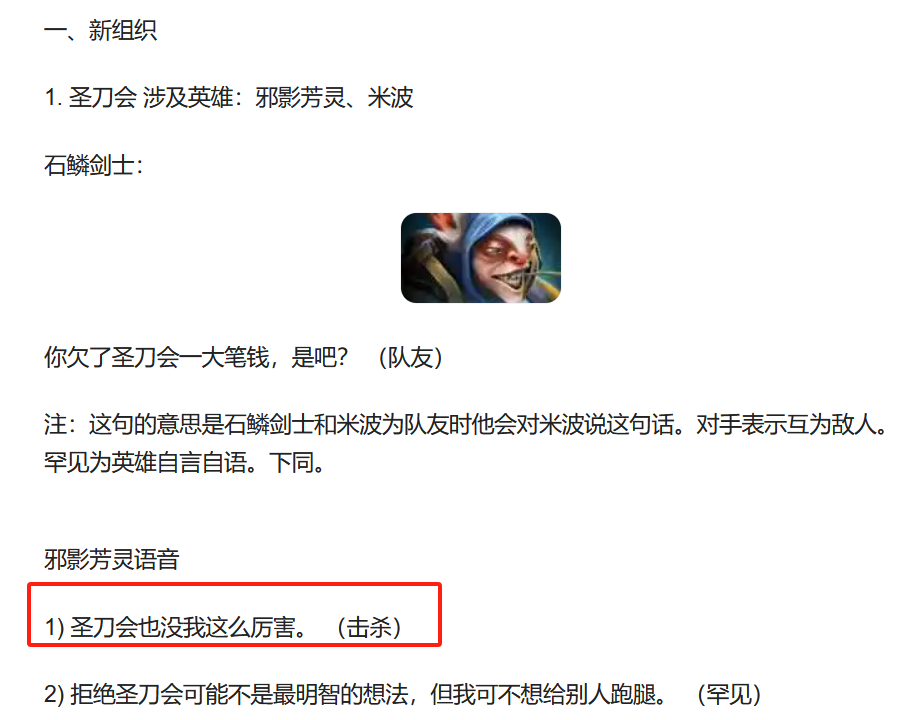 一、新组织
1. 圣刀会 涉及英雄：邪影芳灵、米波
石鳞剑士：
你欠了圣刀会一大笔钱，是吧？ （队友）
注：这句的意思是石鳞剑士和米波为队友时他会对米波说这句话。对手表示互为敌人。
罕见为英雄自言自语。下同。
邪影芳灵语音
1) 圣刀会也没我这么厉害。 （击杀）
2) 拒绝圣刀会可能不是最明智的想法，但我可不想给别人跑腿。 （罕见）